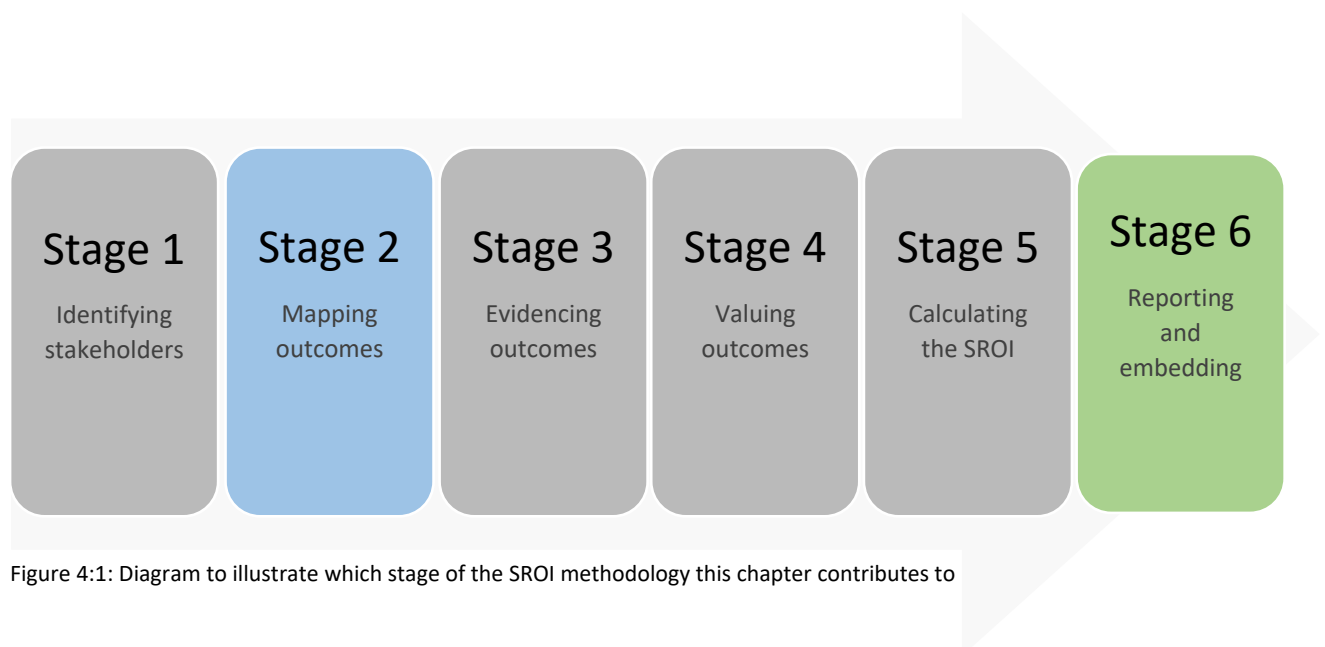 Stage 1
Identifying
stakeholders
Stage 2
Mapping
outcomes
Stage 3
Evidencing
outcomes
Stage 4
Valuing
outcomes
Stage 5
Calculating
the SROI
Stage 6
Reporting
and
embedding
Figure 4:1: Diagram to illustrate which stage of the SROI methodology this chapter contributes to